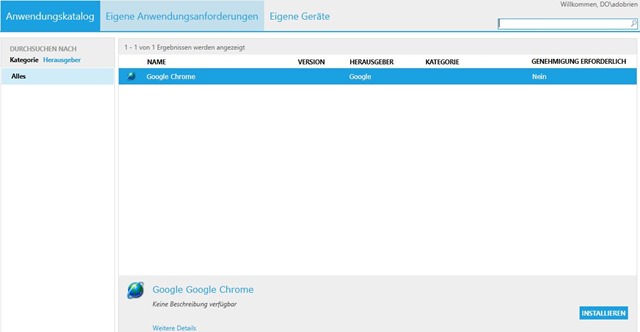 Willkommen, DO\adobrien
Anwendungskatalog Eigene Anwendungsanforderungen Eigene Geräte
DURCHSUCHEN NACH
Kategorie Herausgeber
Alles
1 - 1 von 1 Ergebnissen werden angezeigt
NAME VERSION HERAUSGEBER KATEGORIE GENEHMIGUNG ERFORDERLICH
Google Chrome Google Nein
Google Google Chrome
Keine Beschreibung verfügbar
INSTALLIEREN
Weitere Details